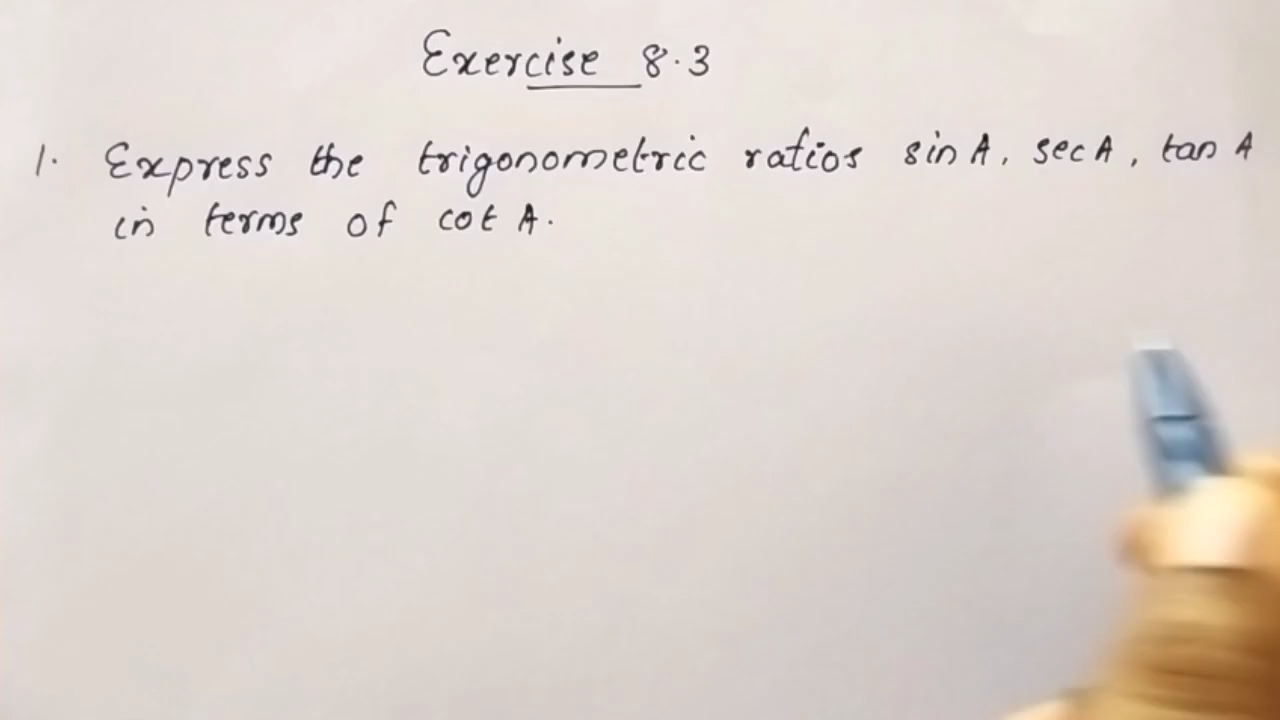 Exercise 8.3
1. Express the trigonometric ratios sin A, sec A, tan A
in terms of cot A.